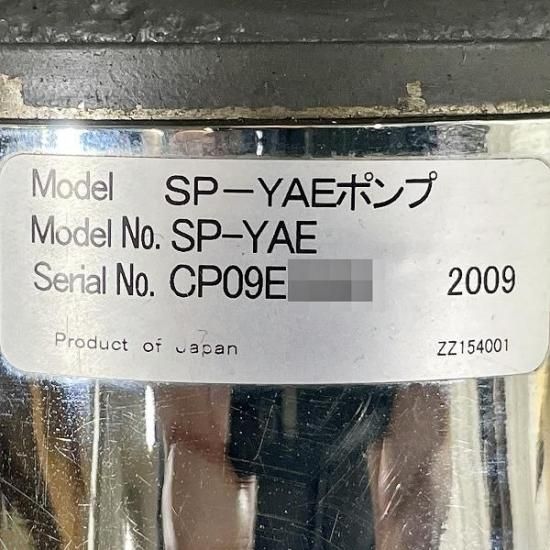 Model SP-YAEポンプ
Model No. SP-YAE
Serial No. CP09E 2009
Product of Japan ZZ154001